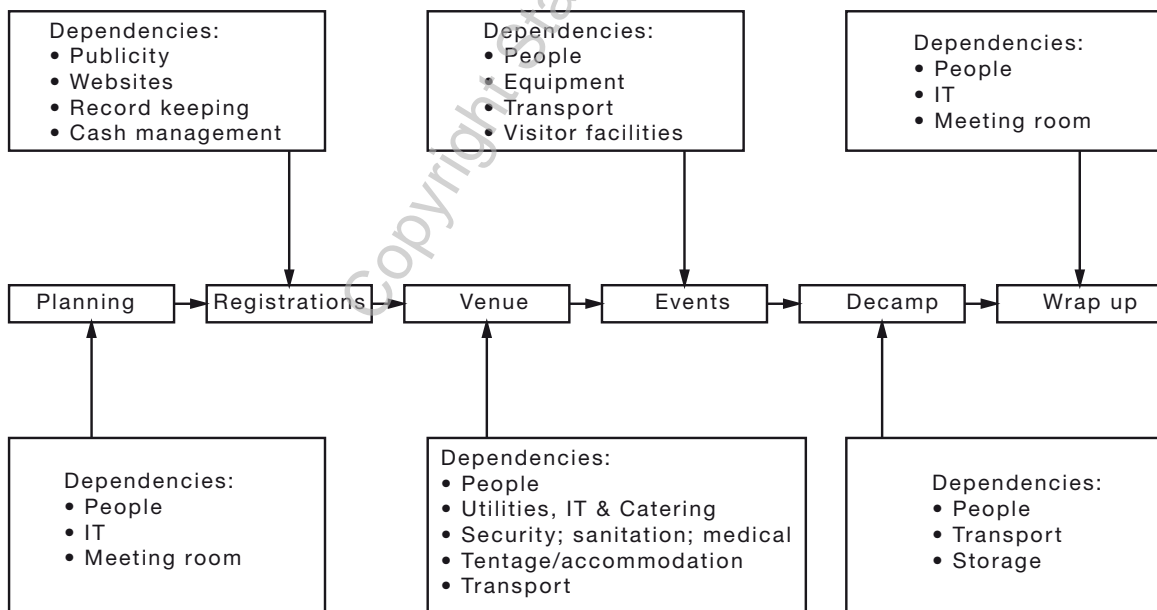 Dependencies:
• Publicity
• Websites
• Record keeping
• Cash management
Dependencies:
• People
• Equipment
• Transport
• Visitor facilities
Dependencies:
• People
• IT
• Meeting room
Copyright Sta
Planning
Registrations
Venue
Events
Decamp
Wrap up
Dependencies:
• People
• IT
• Meeting room
Dependencies:
• People
• Utilities, IT & Catering
• Security; sanitation; medical
• Tentage/accommodation
• Transport
Dependencies:
• People
• Transport
• Storage